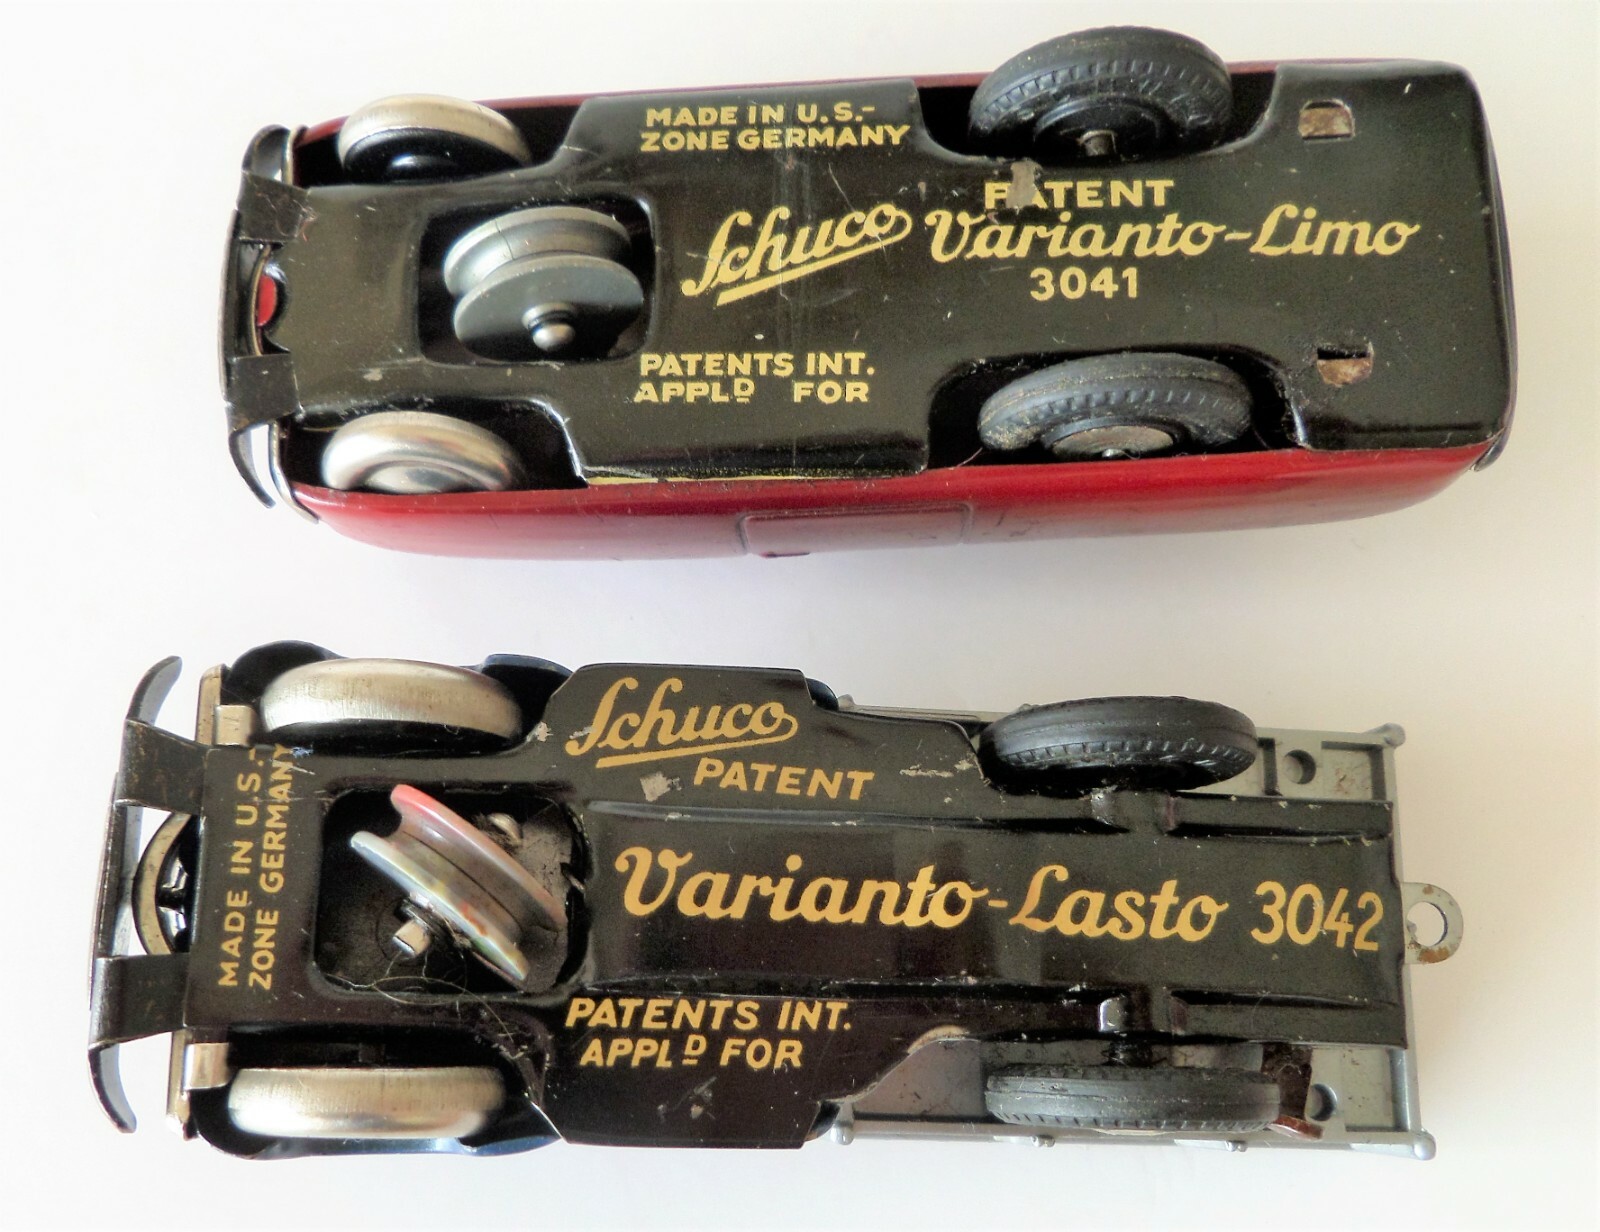 MADE IN U.S.-
ZONE GERMANY
PATENT
Schuco Varianto-Limo
3041
PATENTS INT.
APPLD FOR
Schuco
PATENT
MADE IN U.S.-
ZONE GERMANY
Varianto-Lasto 3042
PATENTS INT.
APPLD FOR